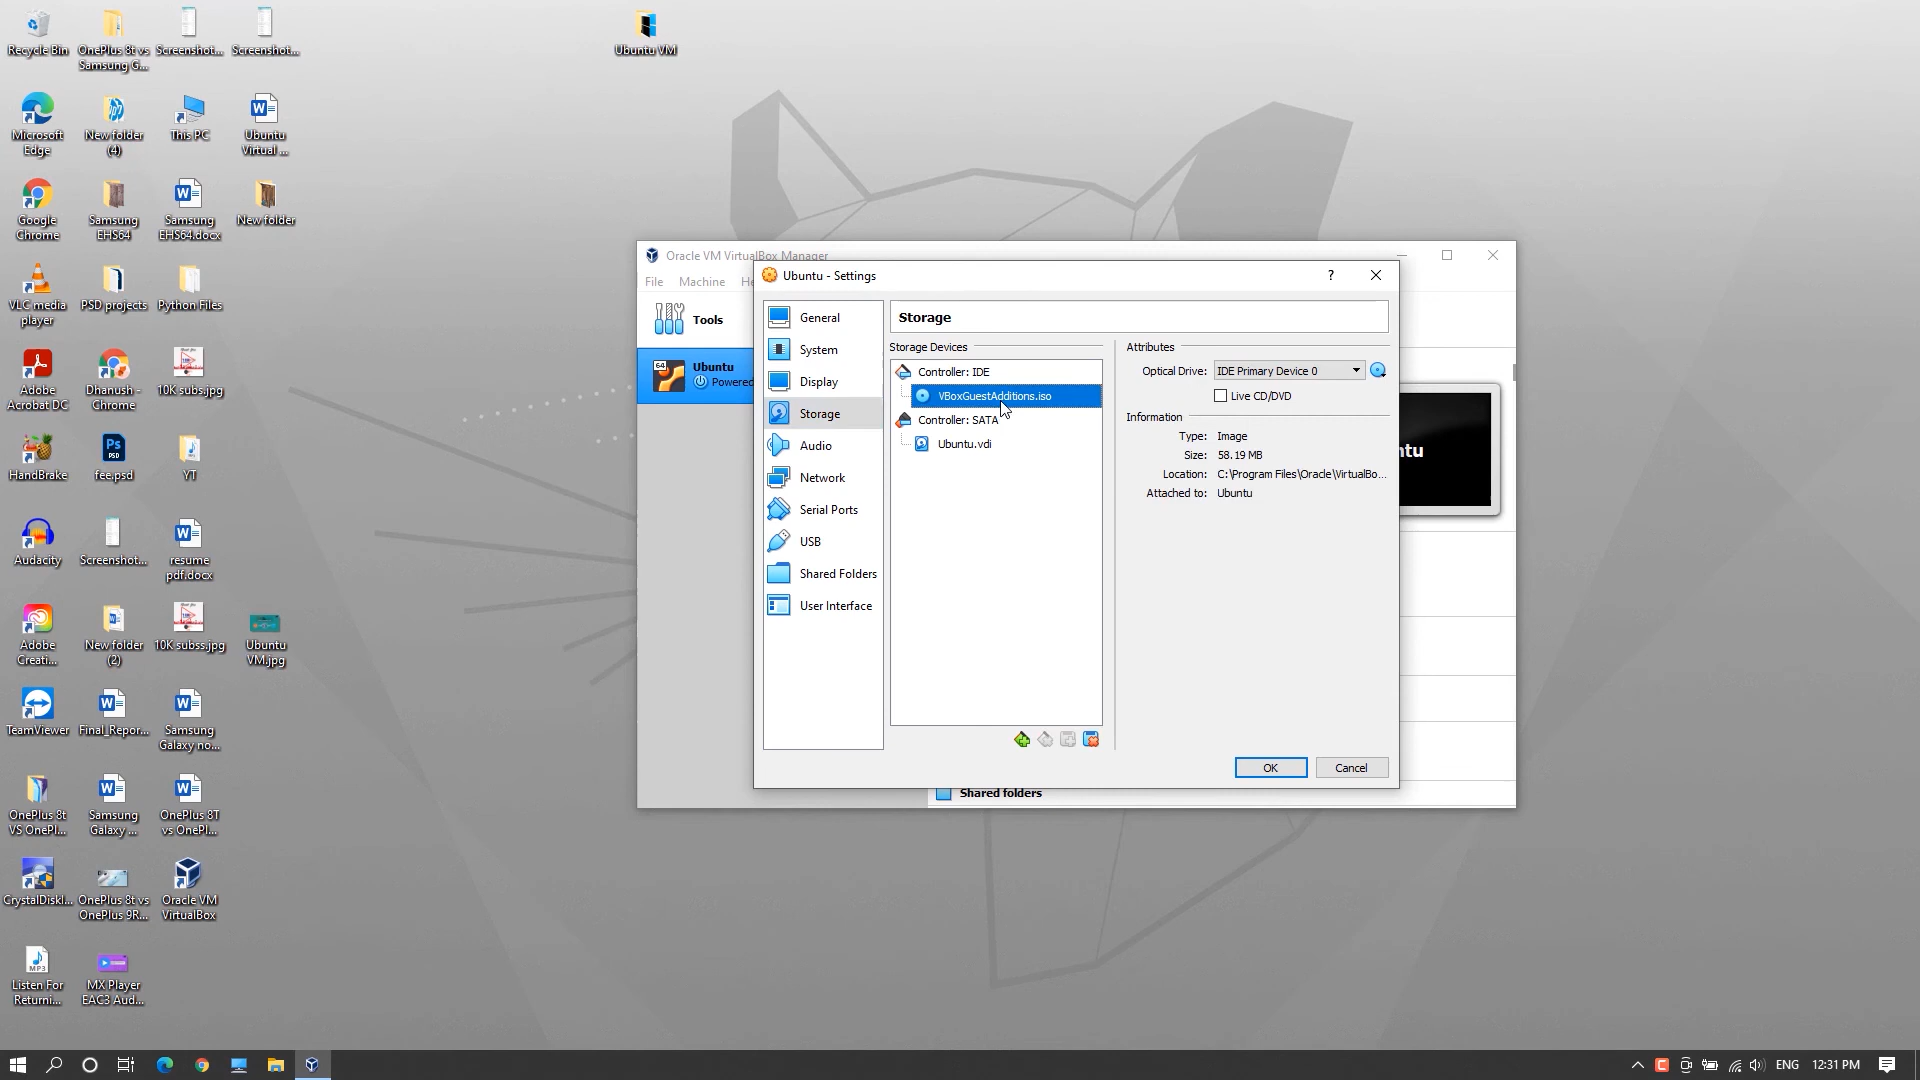 Recycle Bin
OnePlus 8t vs
Samsung G...
Screenshot...
Screenshot...
Ubuntu VM
Microsoft
Edge
New folder
(4)
This PC
Ubuntu
Virtual ...
Google
Chrome
Samsung
EHS64
Samsung
EHS64.docx
New folder
VLC media
player
PSD projects
Python Files
Adobe
Acrobat DC
Dhanush -
Chrome
10K subs.jpg
HandBrake
fee.psd
YT
Audacity
Screenshot...
resume
pdf.docx
Adobe
Creati...
New folder
(2)
10K subss.jpg
Ubuntu
VM.jpg
TeamViewer
Final_Repor...
Samsung
Galaxy no...
OnePlus 8t
VS OnePl...
Samsung
Galaxy ...
OnePlus 8T
vs OnePl...
CrystalDiskI...
OnePlus 8t vs
OnePlus 9R...
Oracle VM
VirtualBox
Listen For
Returni...
MX Player
EAC3 Aud...
Oracle VM VirtualBox Manager
File Machine He
Tools
64
Ubuntu
Powered
ntu
Shared folders
Ubuntu - Settings
?
General
System
Display
Storage
Audio
Network
Serial Ports
USB
Shared Folders
User Interface
Storage
Storage Devices
Controller: IDE
VBoxGuestAdditions.iso
Controller: SATA
Ubuntu.vdi
Attributes
Optical Drive: IDE Primary Device 0
Live CD/DVD
Information
Type: Image
Size: 58.19 MB
Location: C:\Program Files\Oracle\VirtualBo...
Attached to: Ubuntu
OK
Cancel
ENG
12:31 PM